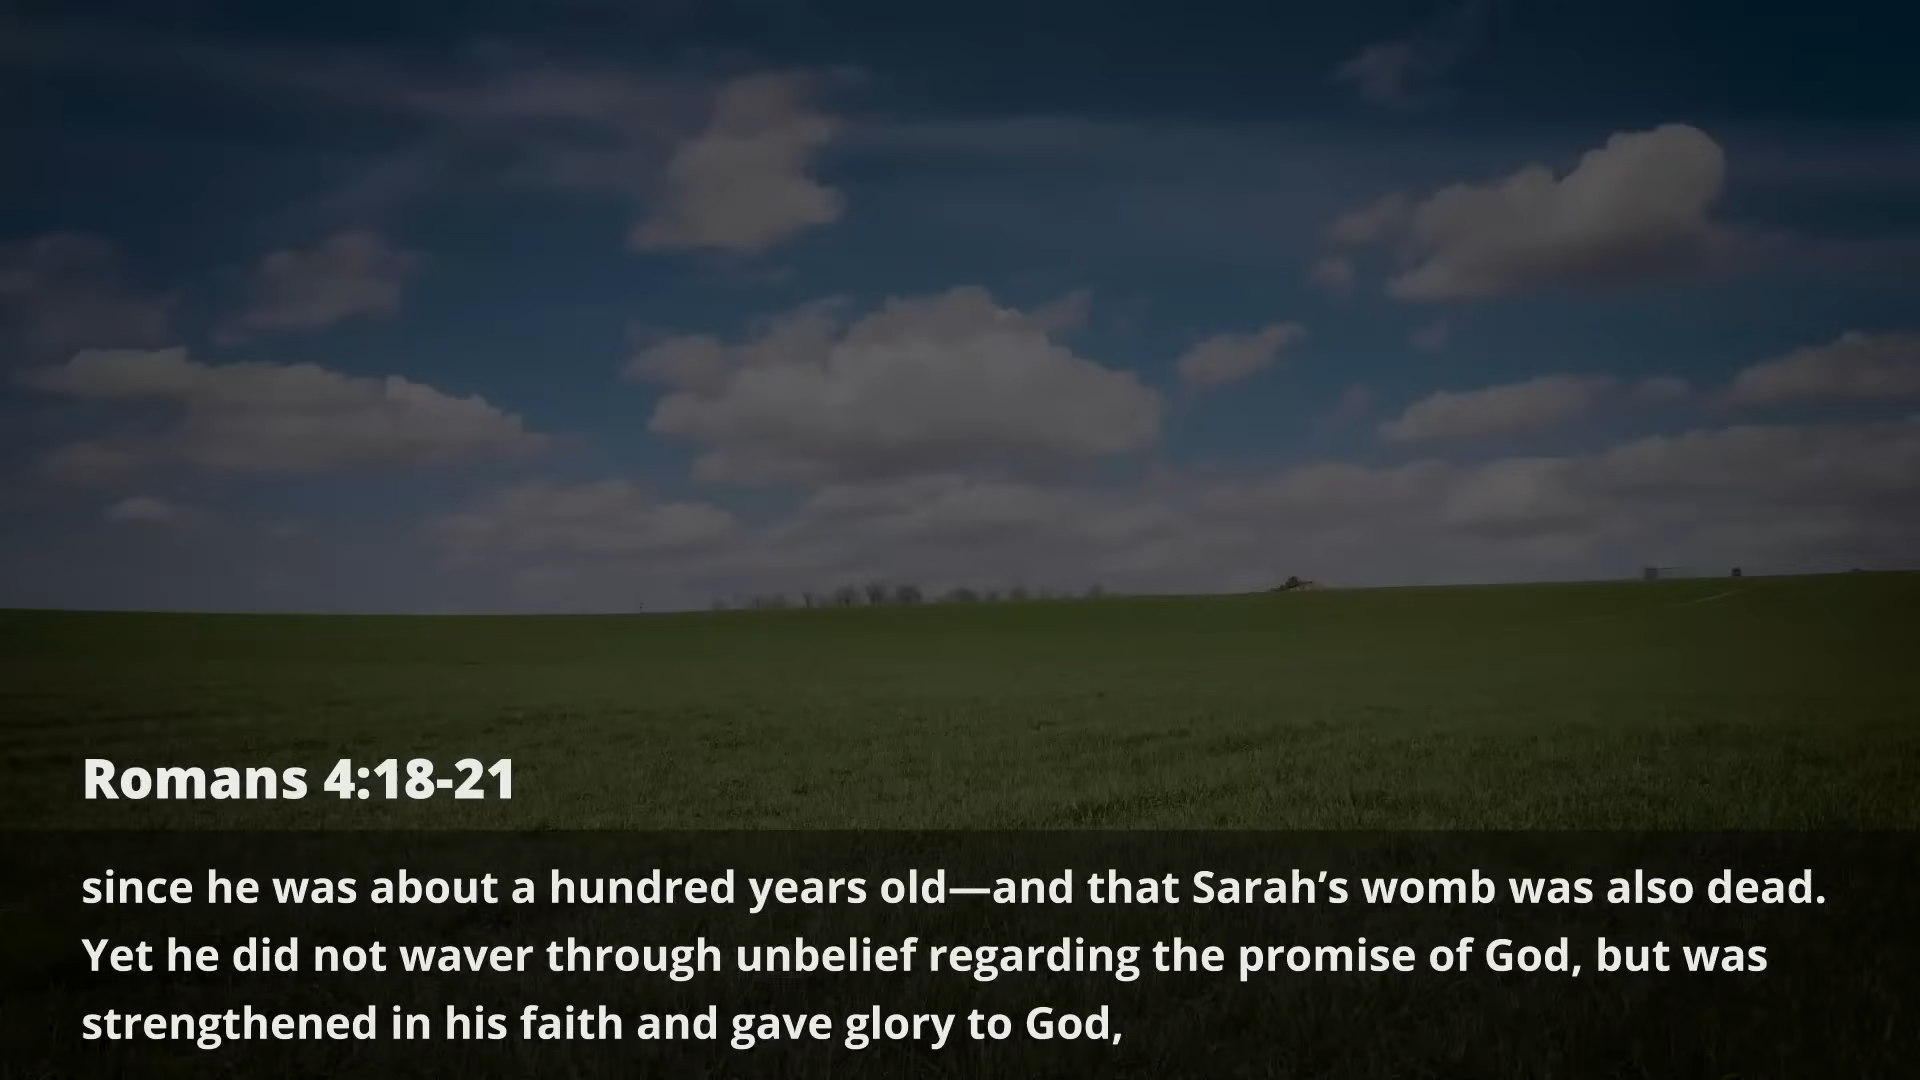 Romans 4:18-21
since he was about a hundred years old—and that Sarah’s womb was also dead.
Yet he did not waver through unbelief regarding the promise of God, but was
strengthened in his faith and gave glory to God,